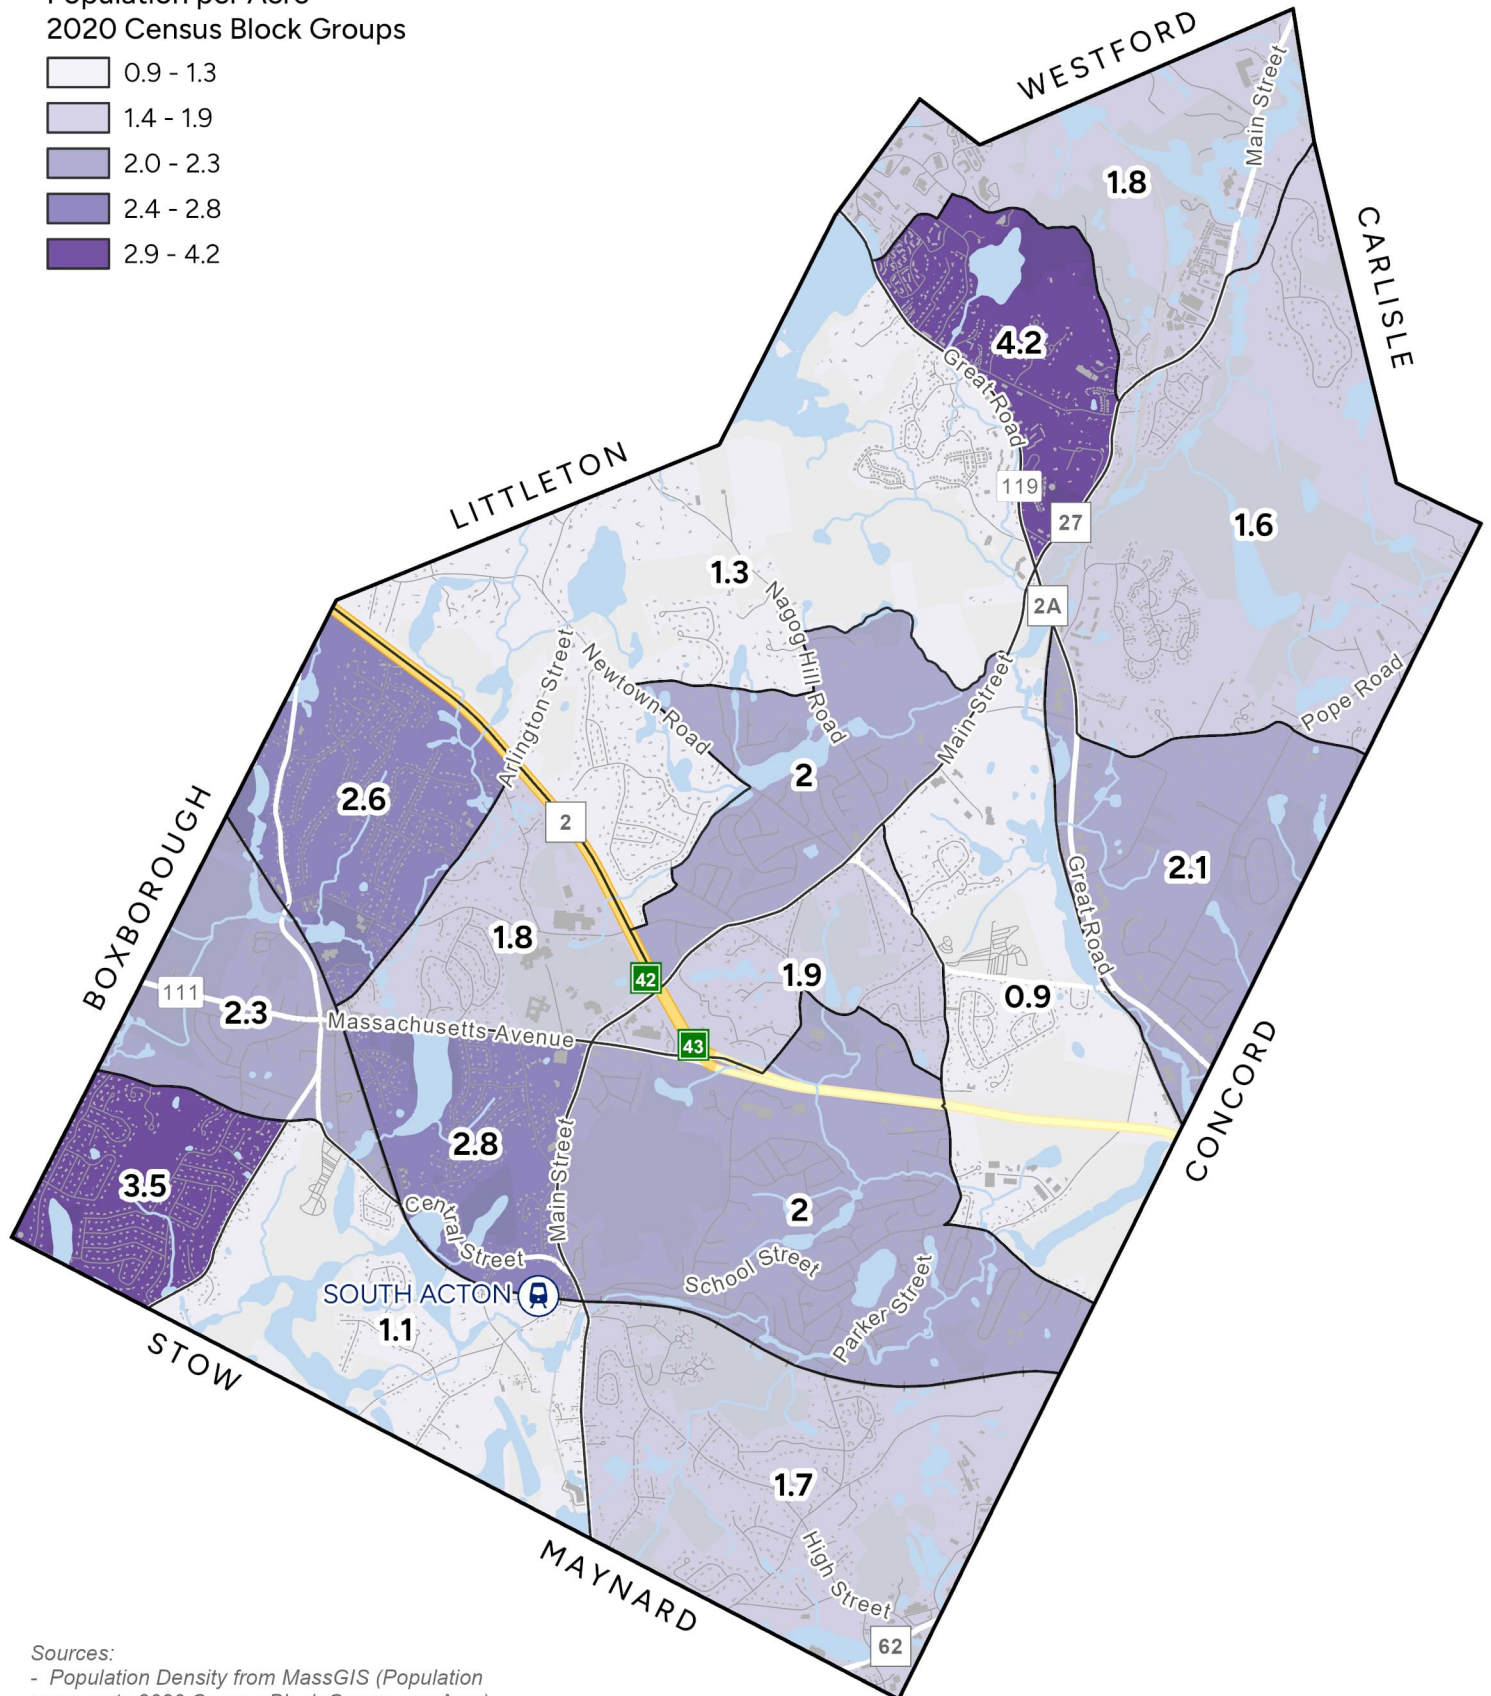 Population per Acre
2020 Census Block Groups
0.9 - 1.3
1.4 - 1.9
2.0 - 2.3
2.4 - 2.8
2.9 - 4.2
WESTFORD
Main Street
1.8
CARLISLE
4.2
Great Road
LITTLETON
119
27
1.6
1.3
Nagog Hill Road
2A
Arlington Street
Newtown Road
Main Street
Pope Road
2
2.6
2
BOXBOROUGH
2.1
Great Road
1.8
42
1.9
111
2.3
0.9
Massachusetts Avenue
43
CONCORD
2.8
Main Street
3.5
Central Street
2
School Street
Parker Street
SOUTH ACTON
1.1
STOW
1.7
High Street
MAYNARD
62
Sources:
- Population Density from MassGIS (Population